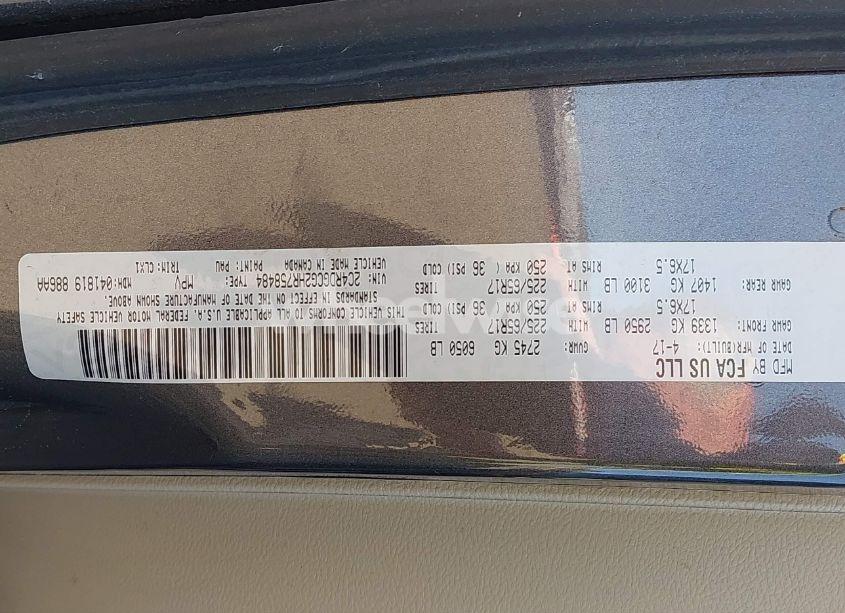 MFD BY FCA US LLC
DATE OF MFR(BUILT): 4-17 GVWR: 2745 KG 6050 LB
GAWR FRONT: 1339 KG 2950 LB WITH 225/65R17 TIRES
17X6.5 RIMS AT 250 KPA ( 36 PSI) COLD
GAWR REAR: 1407 KG 3100 LB WITH 225/65R17 TIRES
17X6.5 RIMS AT 250 KPA ( 36 PSI) COLD
THIS VEHICLE CONFORMS TO ALL APPLICABLE U.S.A. FEDERAL MOTOR VEHICLE SAFETY
STANDARDS IN EFFECT ON THE DATE OF MANUFACTURE SHOWN ABOVE.
VIN: 2C4RDGCG2HR758484 TYPE: MPV MDH:041819 886AA
VEHICLE MADE IN CANADA PAINT: PAU TRIM: CLX1